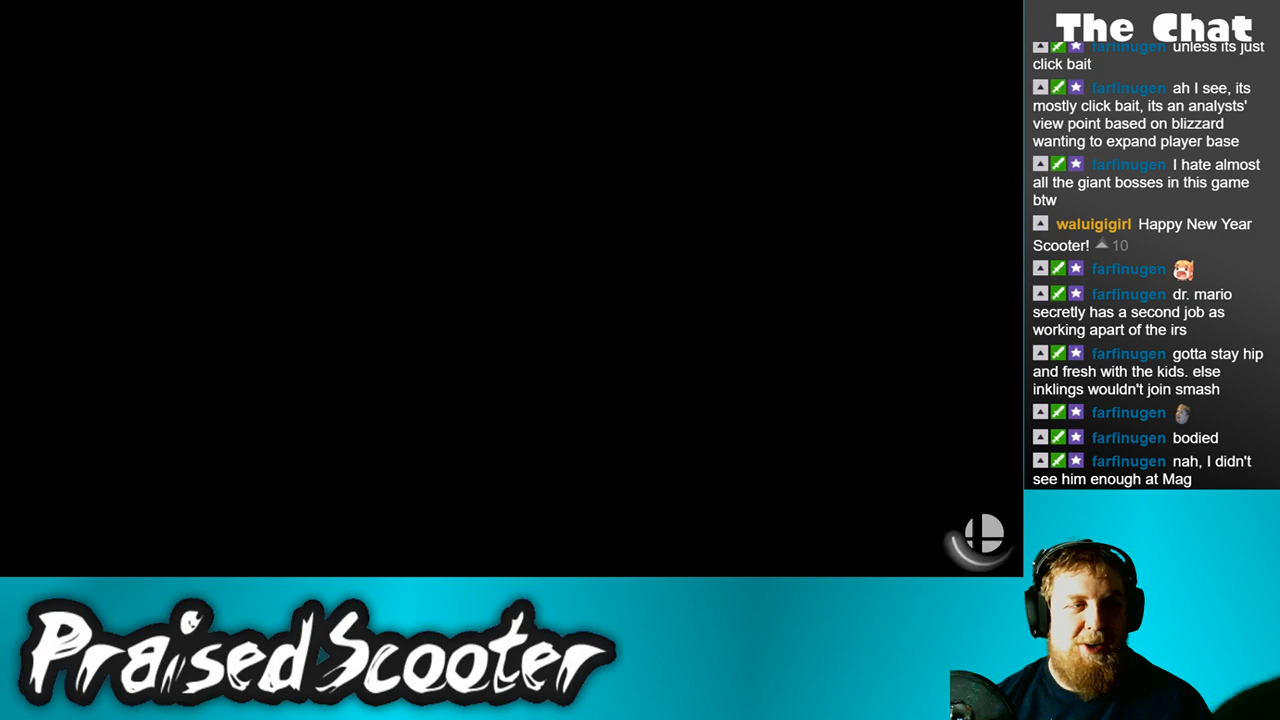 The Chat
farfinugen unless its just
click bait
farfinugen ah I see, its
mostly click bait, its an analysts'
view point based on blizzard
wanting to expand player base
farfinugen I hate almost
all the giant bosses in this game
btw
waluigigirl Happy New Year
Scooter! 10
farfinugen
farfinugen dr. mario
secretly has a second job as
working apart of the irs
farfinugen gotta stay hip
and fresh with the kids. else
inklings wouldn't join smash
farfinugen
farfinugen bodied
farfinugen nah, I didn't
see him enough at Mag
PraisedScooter